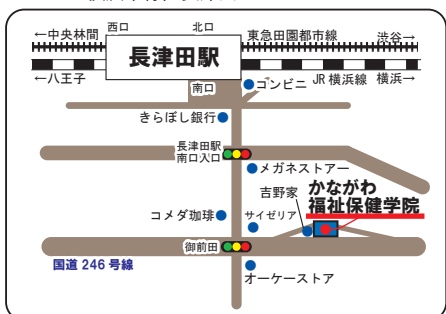 西口
北口
←中央林間
東急田園都市線
渋谷→
長津田駅
←八王子
JR 横浜線
横浜→
南口
コンビニ
きらぼし銀行
長津田駅
南口入口
メガネストアー
吉野家
かながわ
福祉保健学院
コメダ珈琲
サイゼリア
御前田
国道 246 号線
オーケーストア